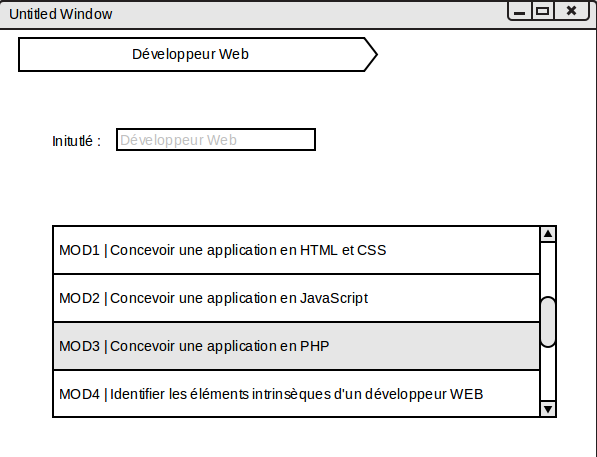 Untitled Window
Développeur Web
Initutlé :
Développeur Web
MOD1 | Concevoir une application en HTML et CSS
MOD2 | Concevoir une application en JavaScript
MOD3 | Concevoir une application en PHP
MOD4 | Identifier les éléments intrinsèques d'un développeur WEB